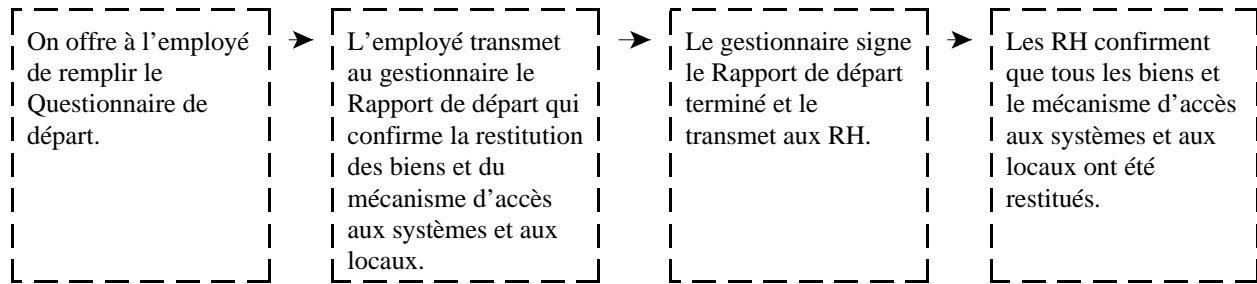 On offre à l’employé
de remplir le
Questionnaire de
départ.
L’employé transmet
au gestionnaire le
Rapport de départ qui
confirme la restitution
des biens et du
mécanisme d’accès
aux systèmes et aux
locaux.
Le gestionnaire signe
le Rapport de départ
terminé et le
transmet aux RH.
Les RH confirment
que tous les biens et
le mécanisme d’accès
aux systèmes et aux
locaux ont été
restitués.